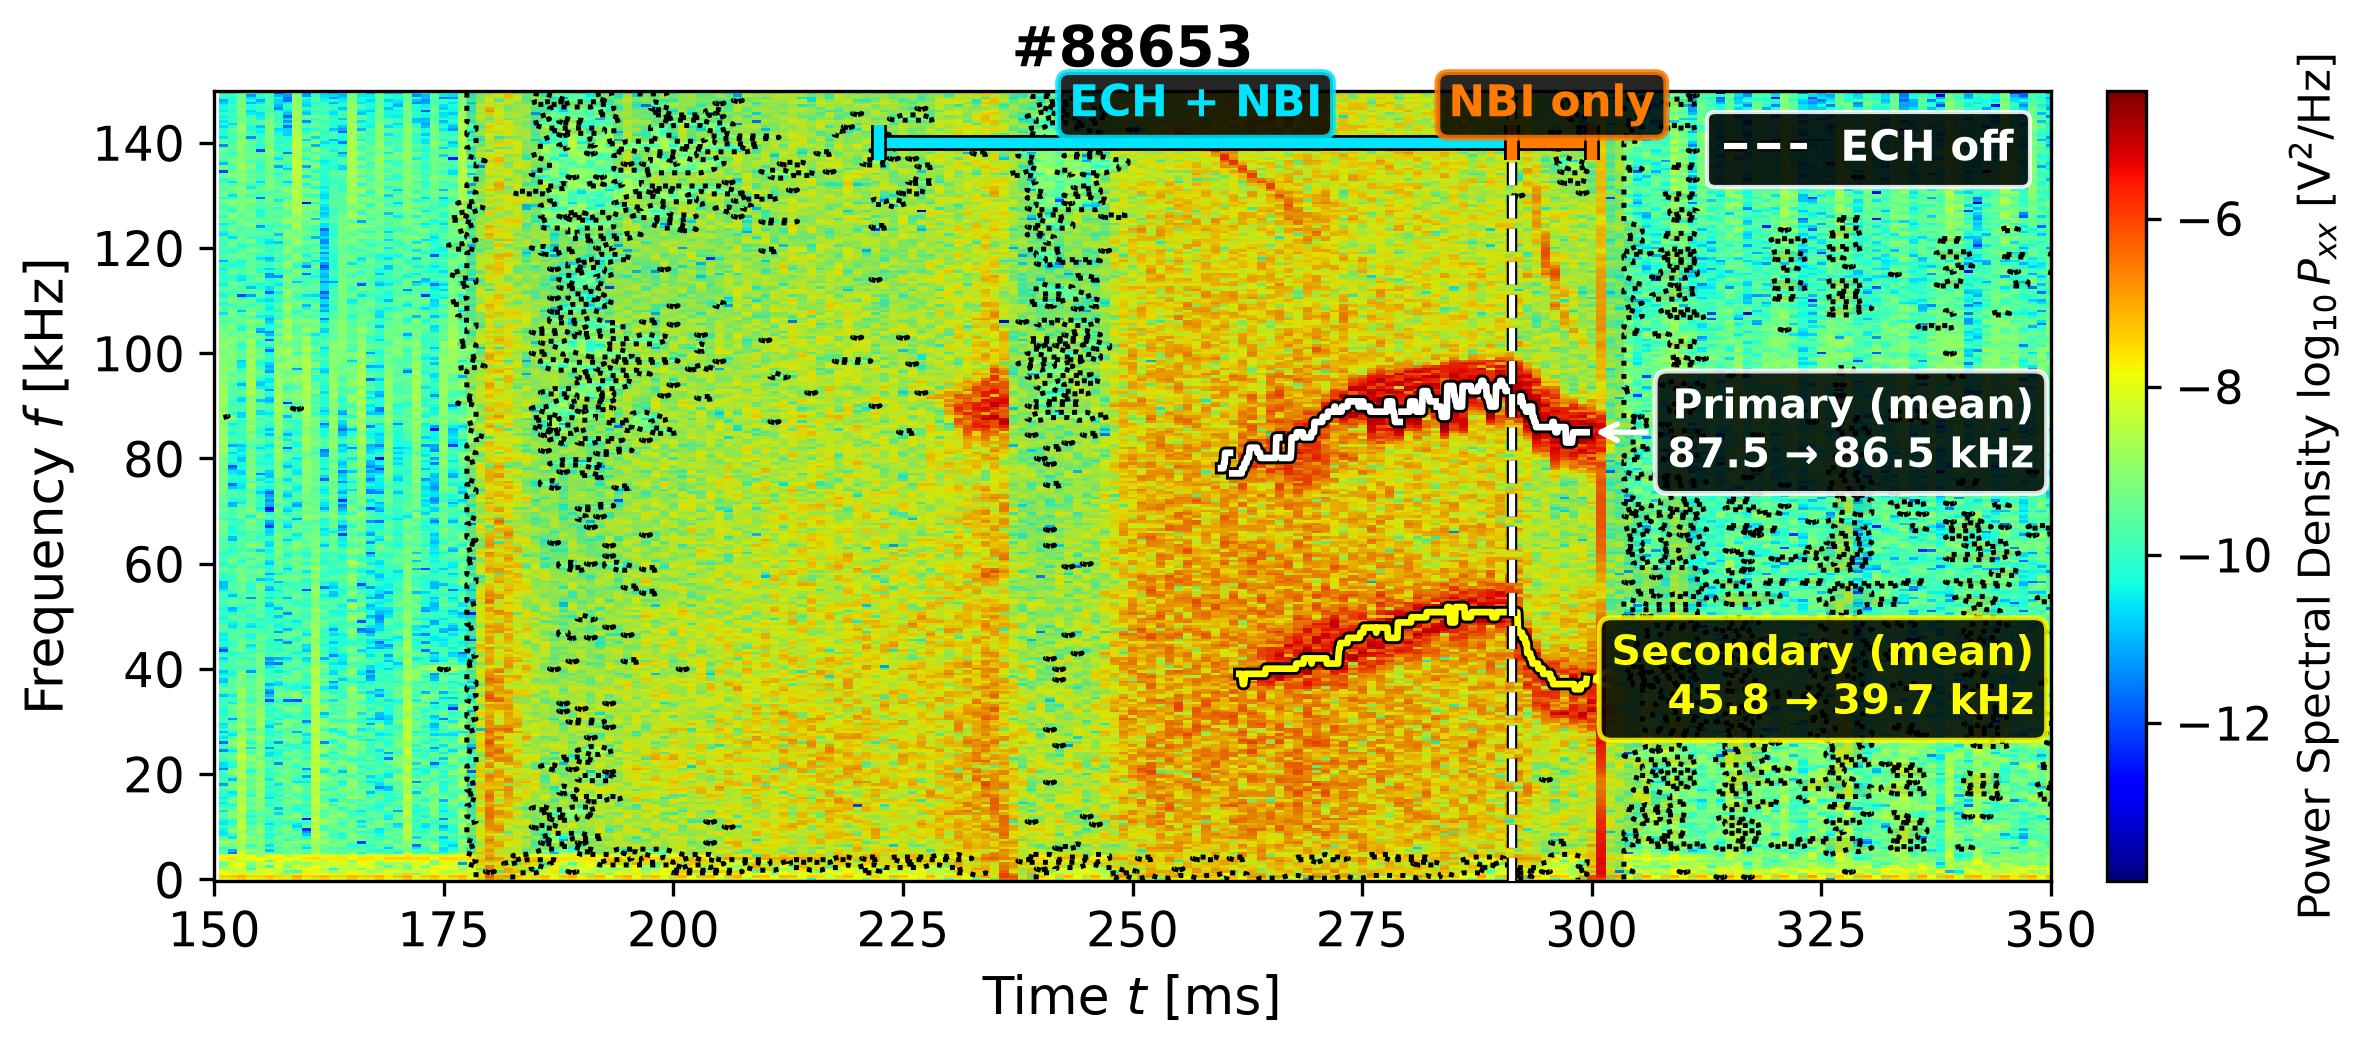 #88653
ECH + NBI
NBI only
ECH off
Primary (mean)
87.5 → 86.5 kHz
Secondary (mean)
45.8 → 39.7 kHz
Frequency f [kHz]
140
120
100
80
60
40
20
0
150
175
200
225
250
275
300
325
350
Time t [ms]
−6
−8
−10
−12
Power Spectral Density log₁₀ Pₓₓ [V²/Hz]